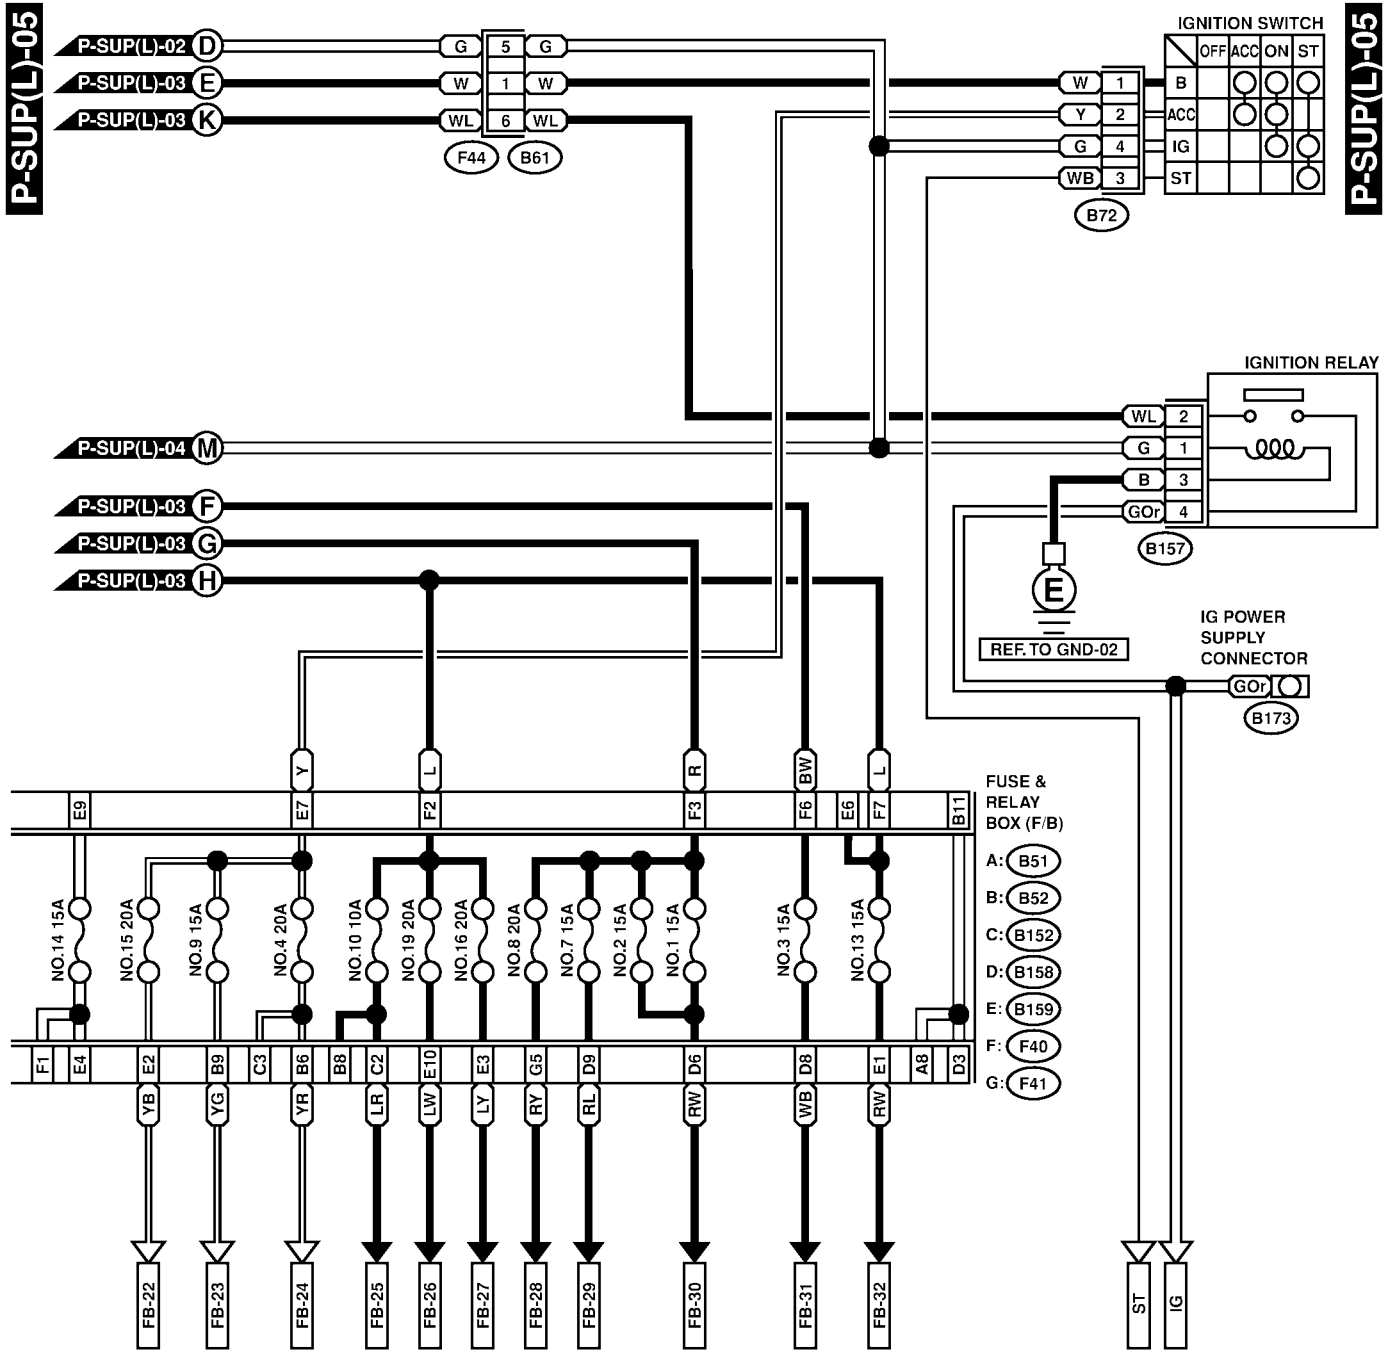 P-SUP(L)-05
P-SUP(L)-05
IGNITION SWITCH
OFF ACC ON ST
B
ACC
IG
ST
P-SUP(L)-02 D G 5 G
P-SUP(L)-03 E W 1 W
P-SUP(L)-03 K WL 6 WL
F44 B61
W 1
Y 2
G 4
WB 3
B72
IGNITION RELAY
WL 2
G 1
B 3
GOr 4
B157
P-SUP(L)-04 M
P-SUP(L)-03 F
P-SUP(L)-03 G
P-SUP(L)-03 H
E
REF. TO GND-02
IG POWER
SUPPLY
CONNECTOR
GOr
B173
Y L R BW L
E9 E7 F2 F3 F6 E6 F7 B11
FUSE &
RELAY
BOX (F/B)
A: B51
B: B52
C: B152
D: B158
E: B159
F: F40
G: F41
NO.14 15A
NO.15 20A
NO.9 15A
NO.4 20A
NO.10 10A
NO.19 20A
NO.16 20A
NO.8 20A
NO.7 15A
NO.2 15A
NO.1 15A
NO.3 15A
NO.13 15A
F1 E4 E2 B9 C3 B6 B8 C2 E10 E3 G5 D9 D6 D8 E1 A8 D3
YB YG YR LR LW LY RY RL RW WB RW
FB-22 FB-23 FB-24 FB-25 FB-26 FB-27 FB-28 FB-29 FB-30 FB-31 FB-32 ST IG